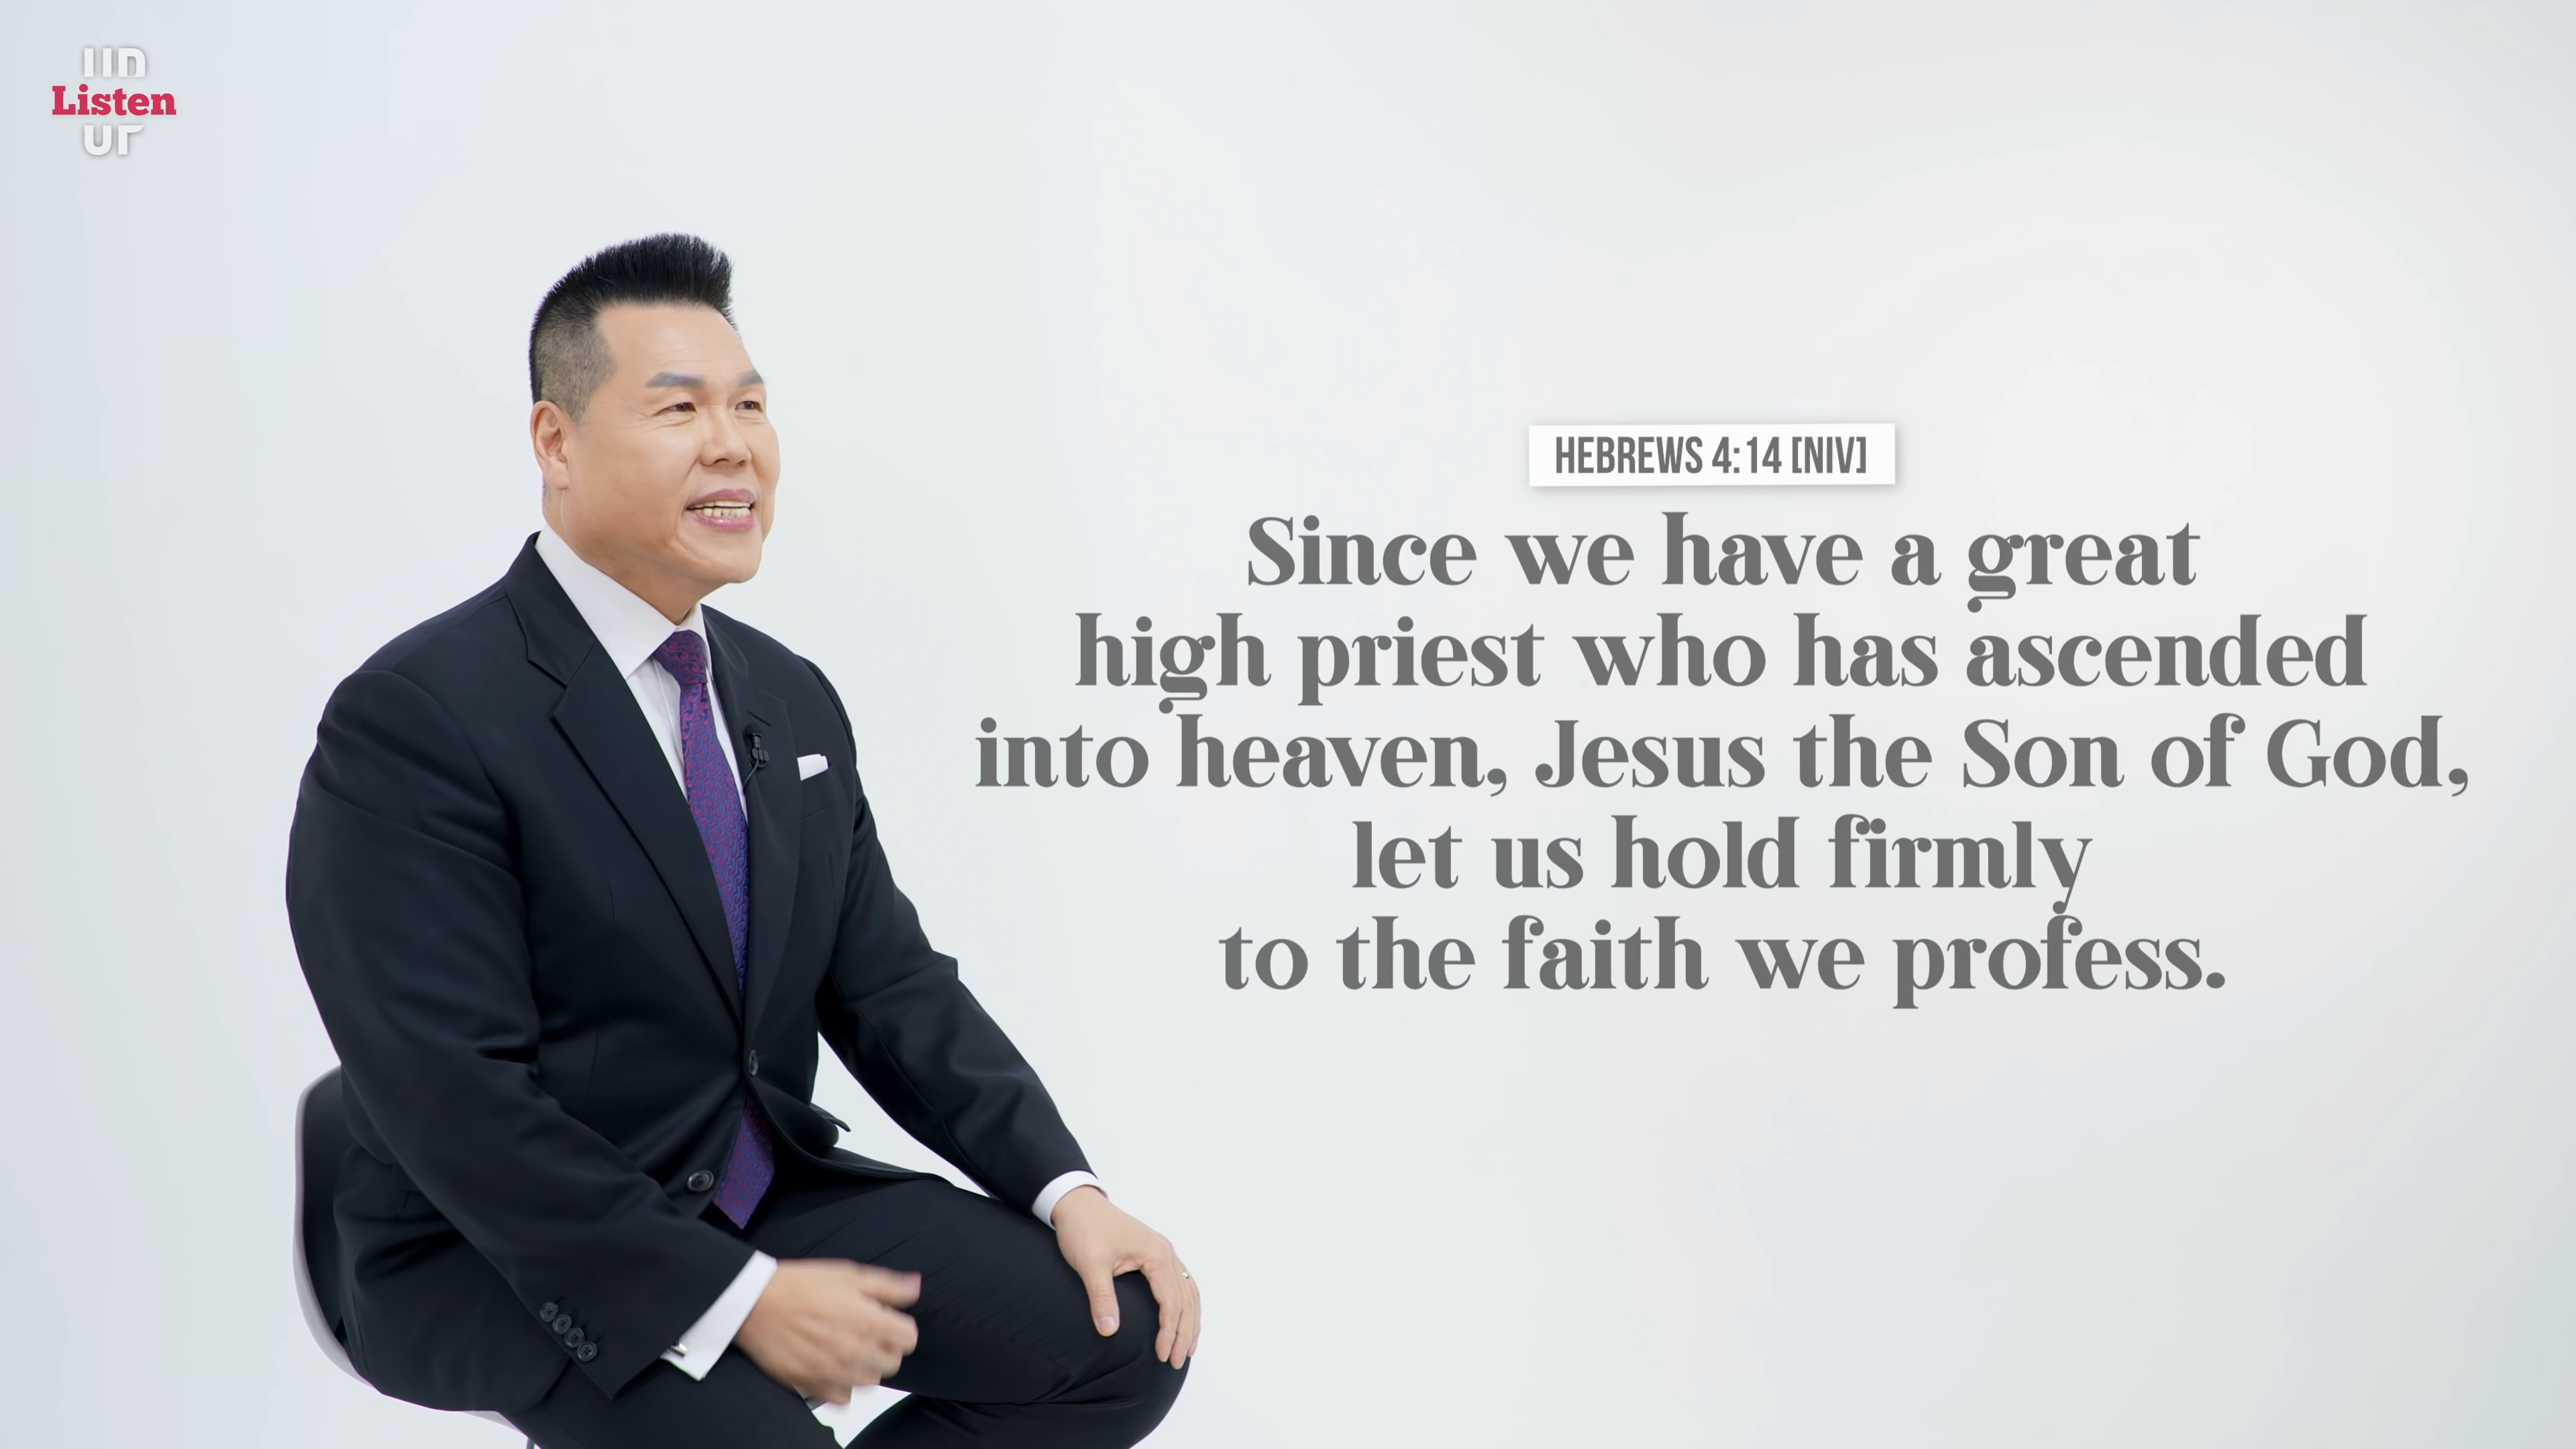 Listen
UP
HEBREWS 4:14 [NIV]
Since we have a great
high priest who has ascended
into heaven, Jesus the Son of God,
let us hold firmly
to the faith we profess.